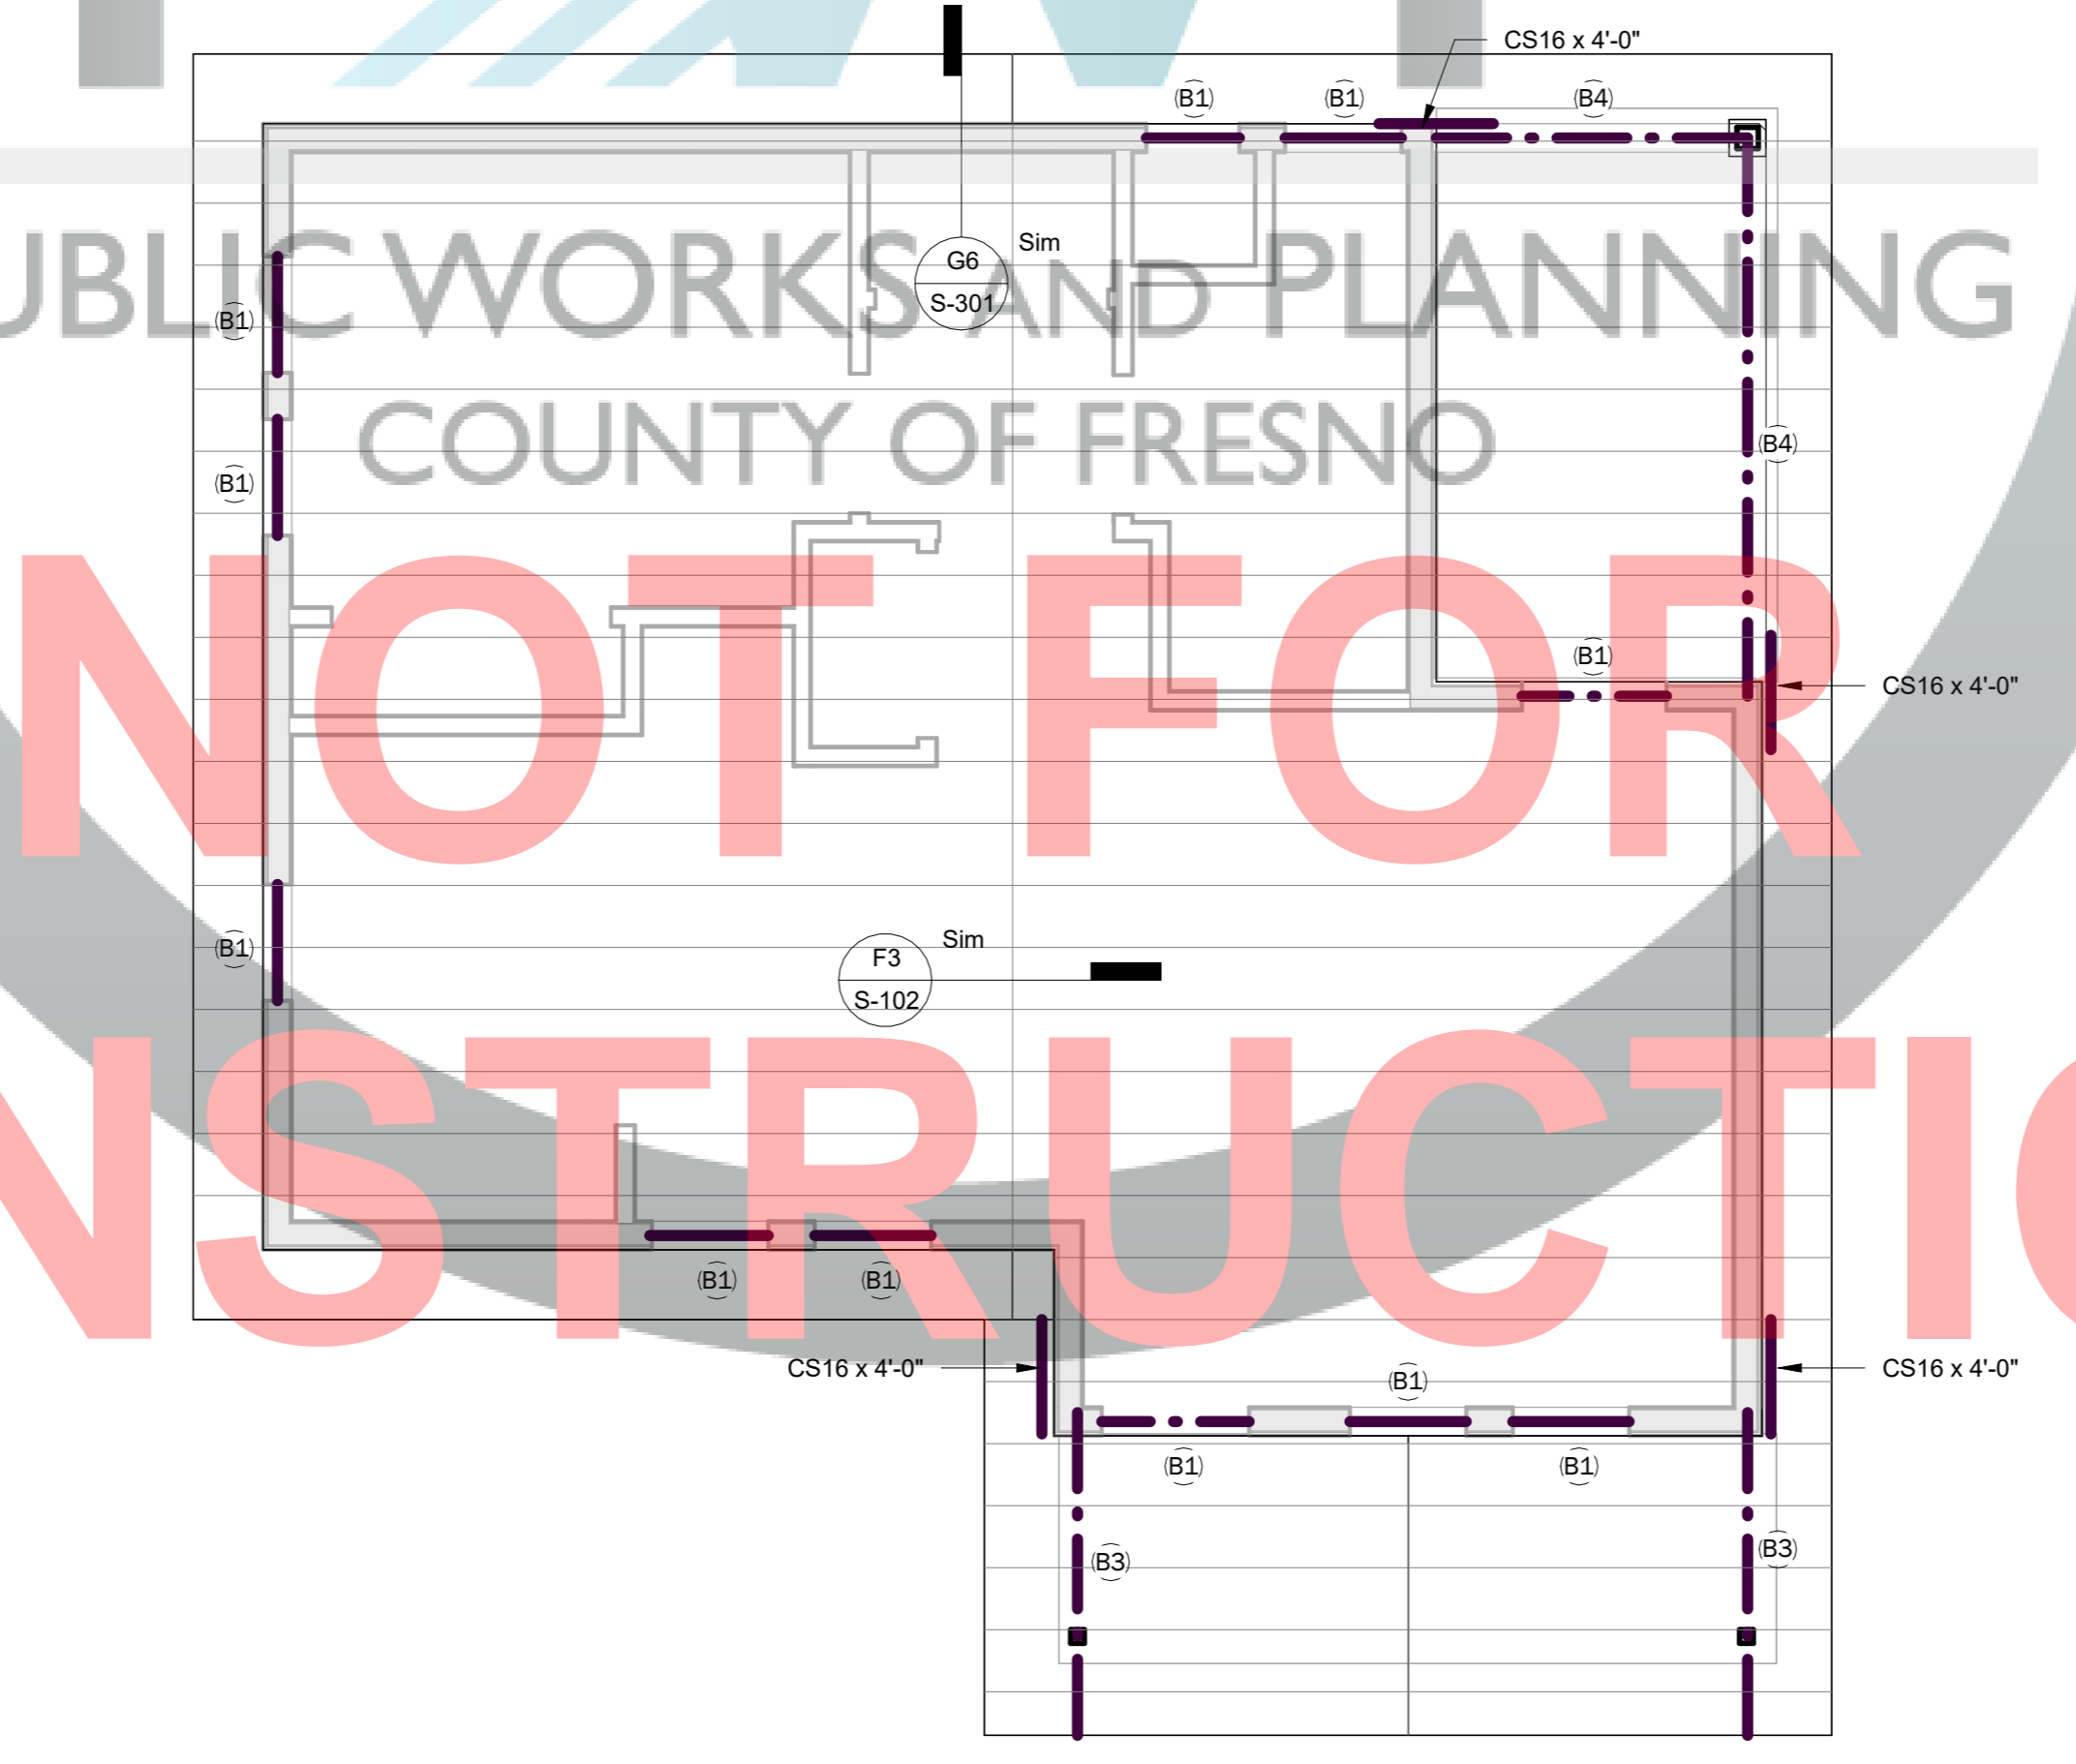 CS16 x 4'-0"
(B1) (B1) (B4)
G6
S-301
Sim
UBLIC WORKS AND PLANNING
(B1)
COUNTY OF FRESNO
(B4)
(B1)
NOT FOR
(B1)
CS16 x 4'-0"
(B1)
F3
S-102
Sim
NSTRUCTIO
(B1) (B1)
CS16 x 4'-0"
CS16 x 4'-0"
(B1)
(B1) (B1)
(B3)
(B3)